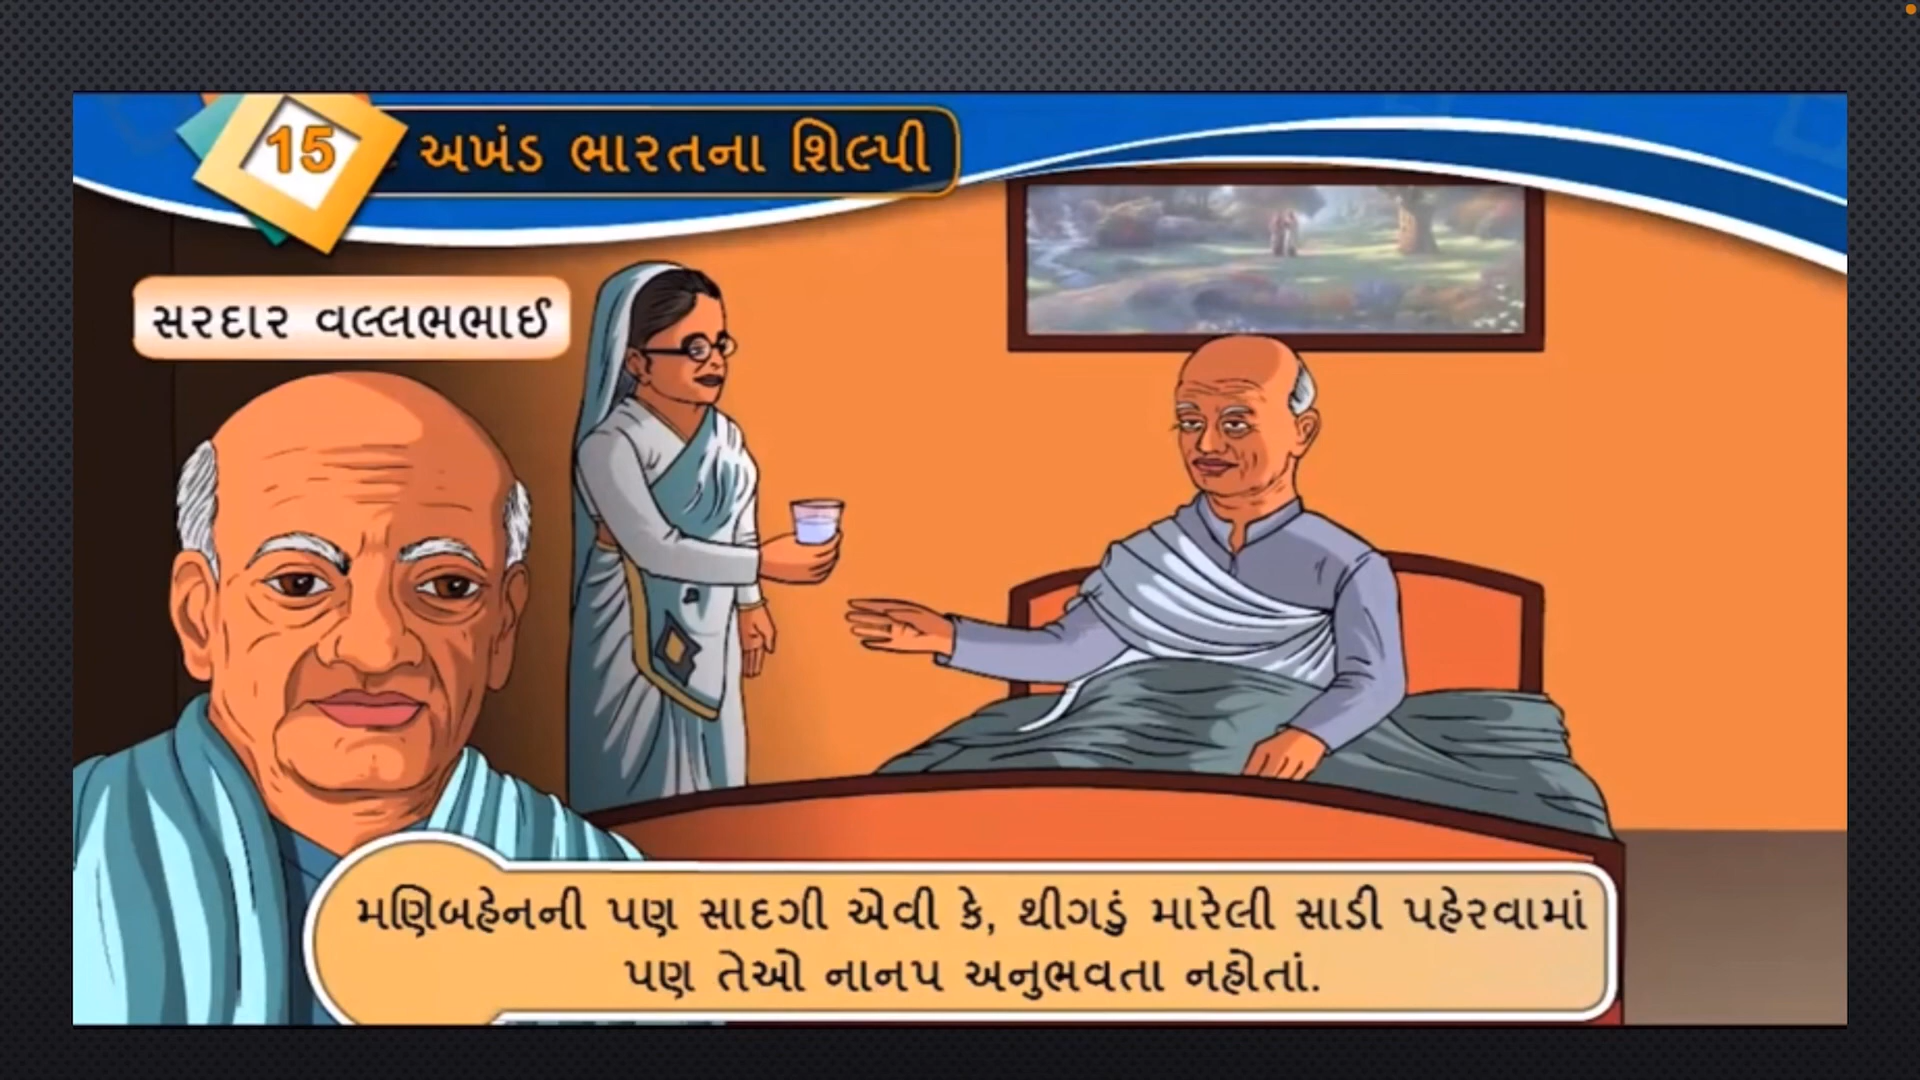 15 અખંડ ભારતના શિલ્પી
સરદાર વલ્લભભાઈ
મણિબહેનની પણ સાદગી એવી કે, થીગડું મારેલી સાડી પહેરવામાં
પણ તેઓ નાનપ અનુભવતા નહોતાં.